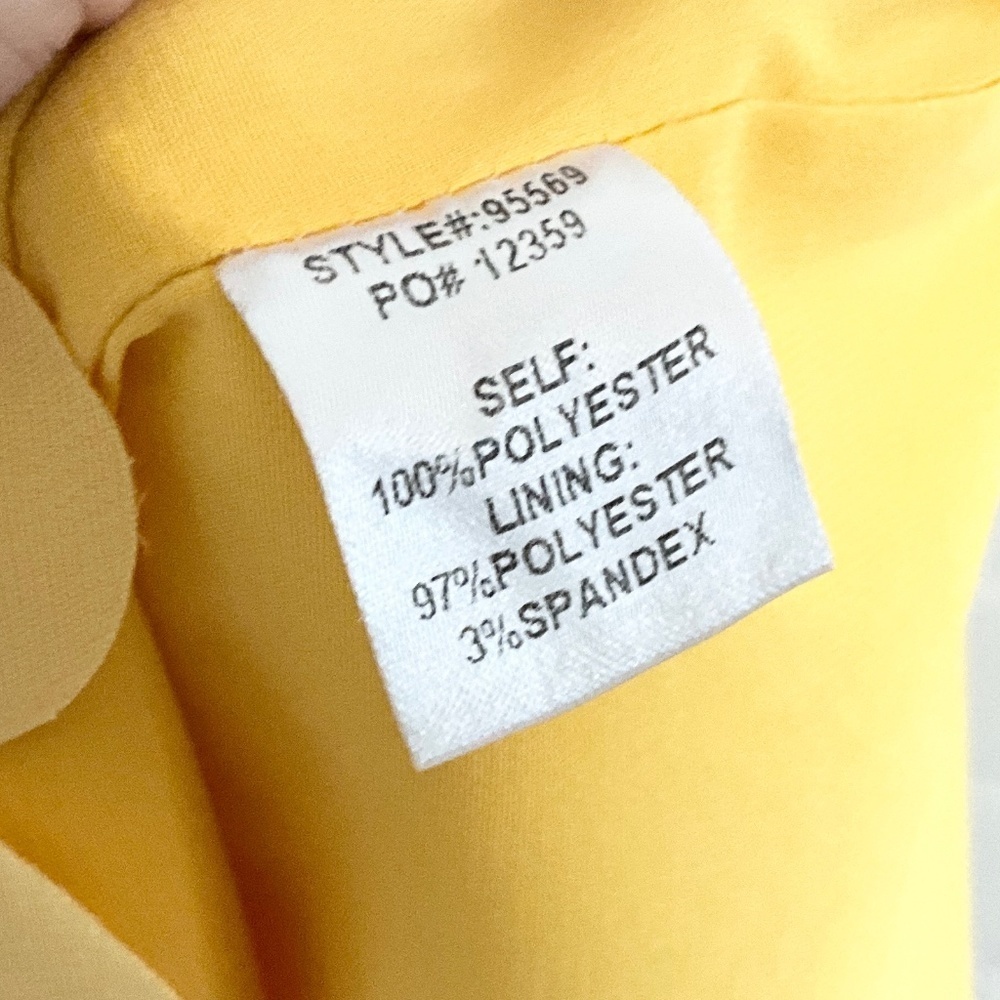 STYLE#:95569
PO# 12359
SELF:
100%POLYESTER
LINING:
97%POLYESTER
3%SPANDEX